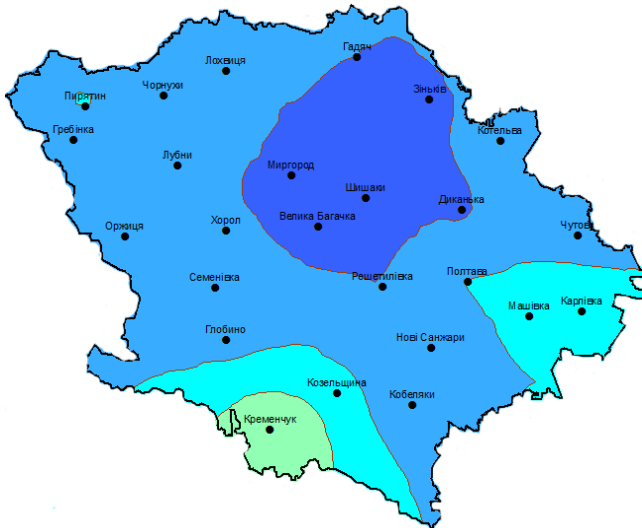 Гадяч
Лохвиця
Зіньків
Чорнухи
Пирятин
Котельва
Гребінка
Лубни
Миргород
Шишаки
Диканька
Велика Багачка
Хорол
Оржиця
Чутове
Полтава
Решетилівка
Семенівка
Карлівка
Машівка
Глобино
Нові Санжари
Козельщина
Кобеляки
Кременчук